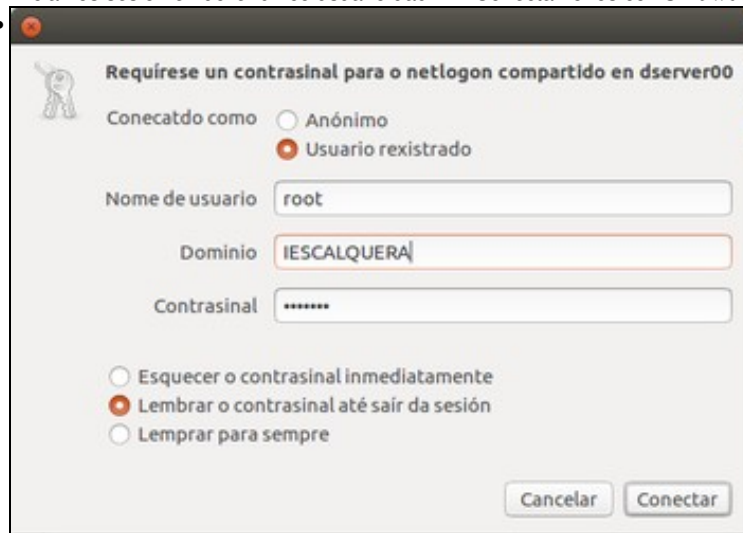 Requírese un contrasinal para o netlogon compartido en dserver00
Conecatdo como
Anónimo
Usuario rexistrado
Nome de usuario
root
Dominio
IESCALQUERA
Contrasinal
•••••••
Esquecer o contrasinal inmediatamente
Lembrar o contrasinal até saír da sesión
Lemprar para sempre
Cancelar
Conectar